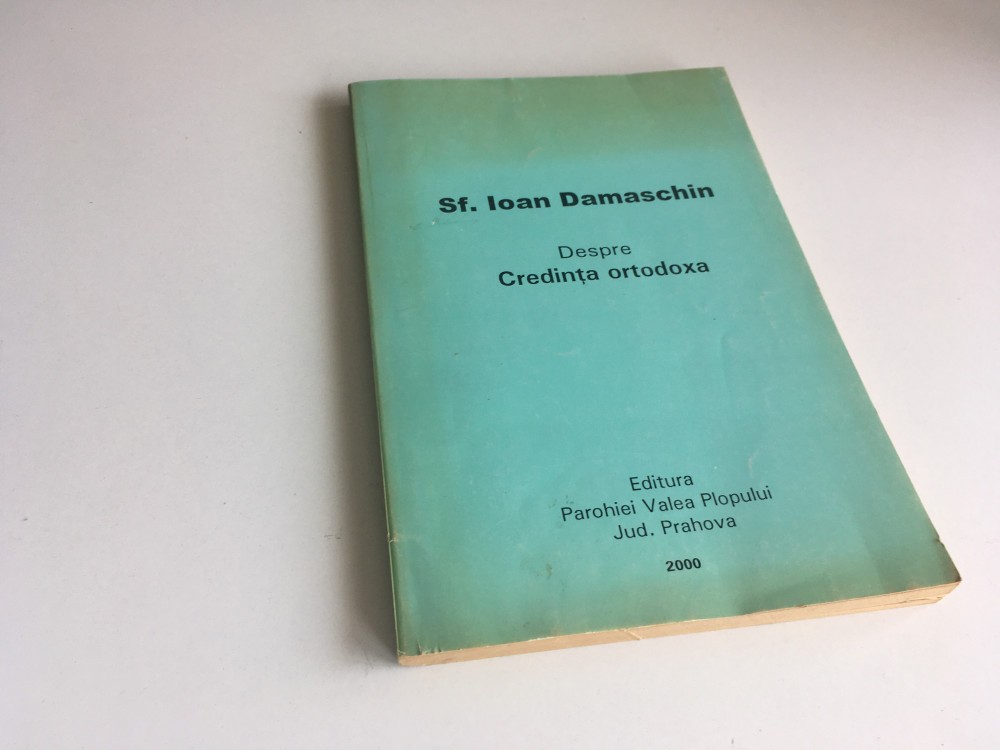 Sf. Ioan Damaschin
Despre
Credința ortodoxa
Editura
Parohiei Valea Plopului
Jud. Prahova
2000